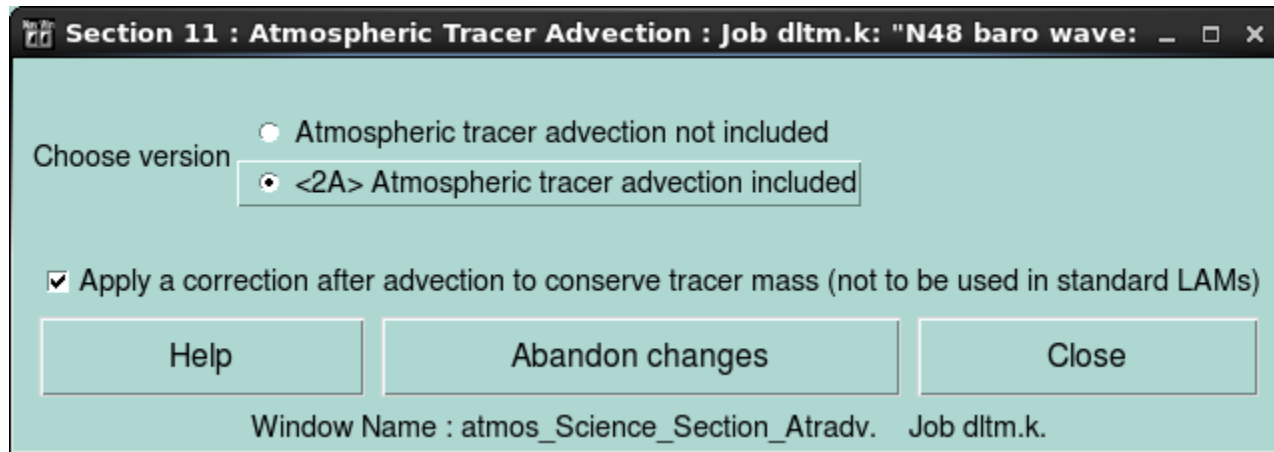 Section 11 : Atmospheric Tracer Advection : Job dltm.k: "N48 baro wave:
Atmospheric tracer advection not included
Choose version
<2A> Atmospheric tracer advection included
Apply a correction after advection to conserve tracer mass (not to be used in standard LAMs)
Help Abandon changes Close
Window Name : atmos_Science_Section_Atradv. Job dltm.k.